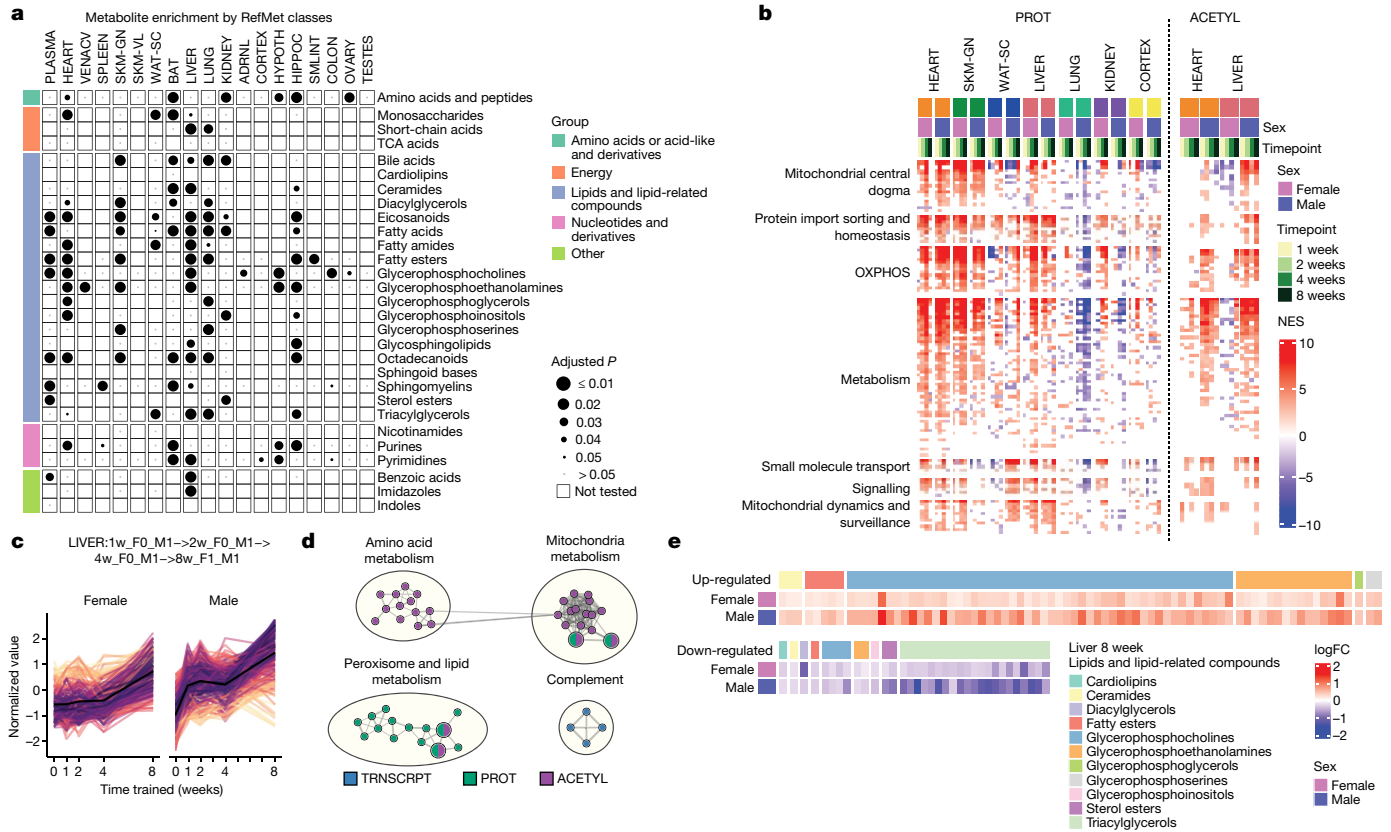 a
Metabolite enrichment by RefMet classes
PLASMA
HEART
VENACV
SPLEEN
SKM-GN
SKM-VL
WAT-SC
BAT
LIVER
LUNG
KIDNEY
ADRNL
CORTEX
HYPOTH
HIPPOC
SMLINT
COLON
OVARY
TESTES
Amino acids and peptides
Monosaccharides
Short-chain acids
TCA acids
Bile acids
Cardiolipins
Ceramides
Diacylglycerols
Eicosanoids
Fatty acids
Fatty amides
Fatty esters
Glycerophosphocholines
Glycerophosphoethanolamines
Glycerophosphoglycerols
Glycerophosphoinositols
Glycerophosphoserines
Glycosphingolipids
Octadecanoids
Sphingoid bases
Sphingomyelins
Sterol esters
Triacylglycerols
Nicotinamides
Purines
Pyrimidines
Benzoic acids
Imidazoles
Indoles
Group
Amino acids or acid-like
and derivatives
Energy
Lipids and lipid-related
compounds
Nucleotides and
derivatives
Other
Adjusted P
≤ 0.01
0.02
0.03
0.04
0.05
> 0.05
Not tested
b
PROT
ACETYL
HEART
SKM-GN
WAT-SC
LIVER
LUNG
KIDNEY
CORTEX
HEART
LIVER
Sex
Timepoint
Mitochondrial central
dogma
Protein import sorting and
homeostasis
OXPHOS
Metabolism
Small molecule transport
Signalling
Mitochondrial dynamics and
surveillance
Sex
Female
Male
Timepoint
1 week
2 weeks
4 weeks
8 weeks
NES
10
5
0
−5
−10
c
LIVER:1w_F0_M1–>2w_F0_M1–>
4w_F0_M1–>8w_F1_M1
Female
Male
Normalized value
2
1
0
−1
−2
0 1 2 4 8
0 1 2 4 8
Time trained (weeks)
d
Amino acid
metabolism
Mitochondria
metabolism
Peroxisome and lipid
metabolism
Complement
TRNSCRPT
PROT
ACETYL
e
Up-regulated
Female
Male
Down-regulated
Female
Male
Liver 8 week
Lipids and lipid-related compounds
Cardiolipins
Ceramides
Diacylglycerols
Fatty esters
Glycerophosphocholines
Glycerophosphoethanolamines
Glycerophosphoglycerols
Glycerophosphoserines
Glycerophosphoinositols
Sterol esters
Triacylglycerols
logFC
2
1
0
−1
−2
Sex
Female
Male